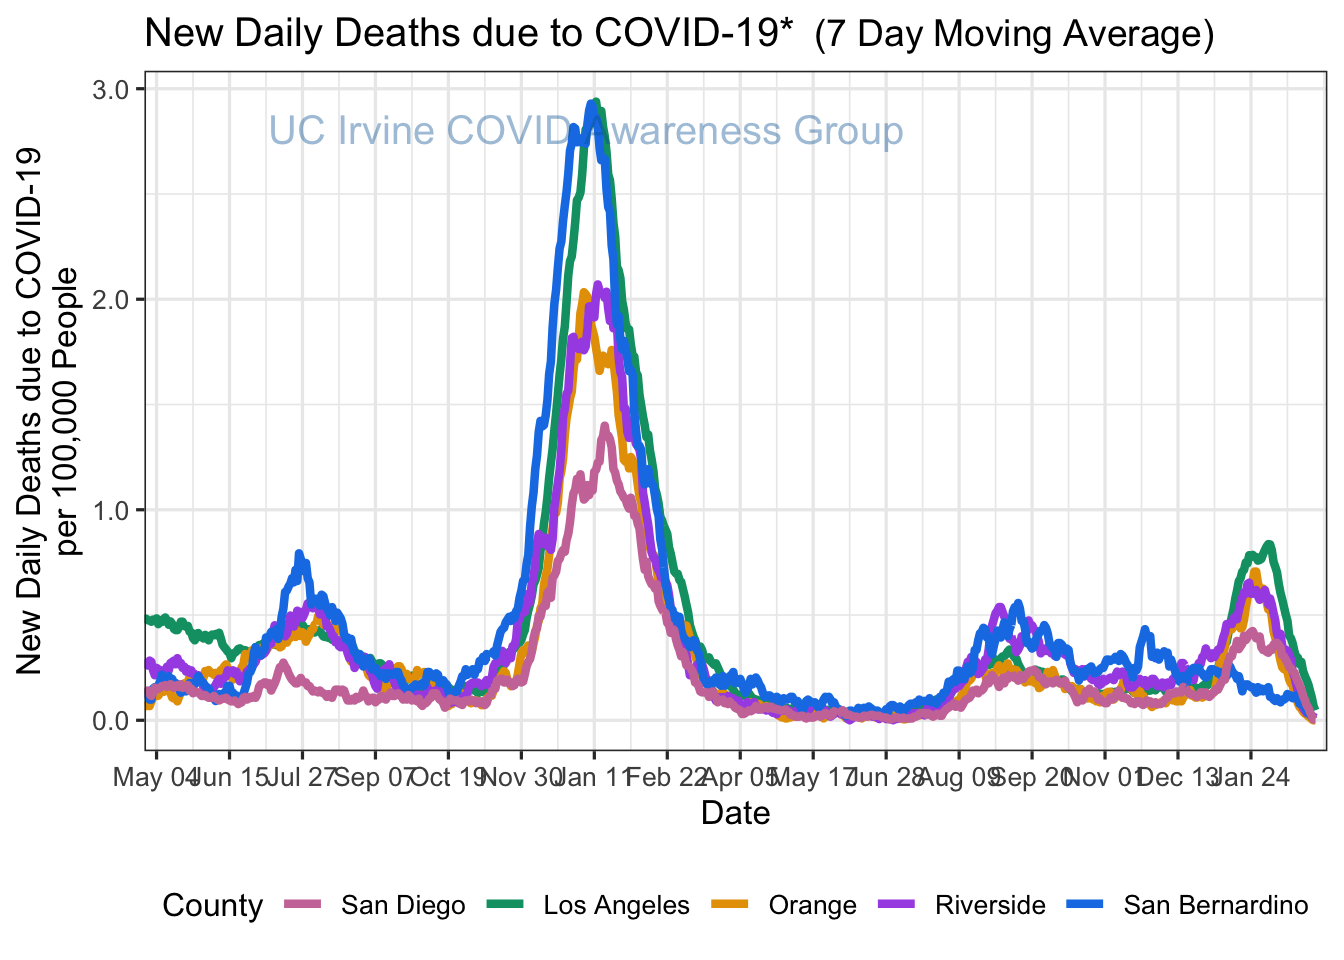 New Daily Deaths due to COVID-19* (7 Day Moving Average)
New Daily Deaths due to COVID-19
per 100,000 People
3.0
2.0
1.0
0.0
UC Irvine COVID Awareness Group
May 04 Jun 15 Jul 27 Sep 07 Oct 19 Nov 30 Jan 11 Feb 22 Apr 05 May 17 Jun 28 Aug 09 Sep 20 Nov 01 Dec 13 Jan 24
Date
County San Diego Los Angeles Orange Riverside San Bernardino